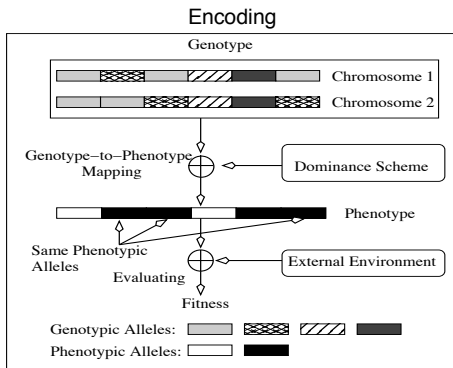 Encoding
Genotype
Chromosome 1
Chromosome 2
Genotype-to-Phenotype
Mapping
Dominance Scheme
Phenotype
Same Phenotypic
Alleles
Evaluating
External Environment
Fitness
Genotypic Alleles:
Phenotypic Alleles: